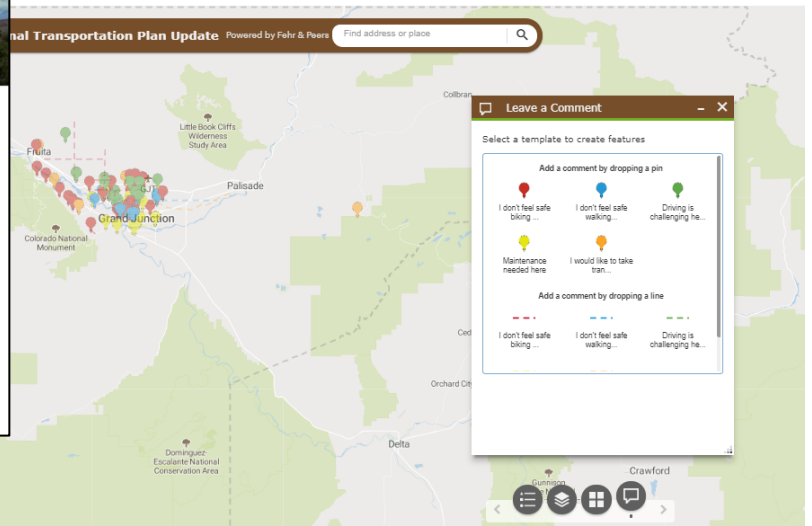 nal Transportation Plan Update Powered by Fehr & Peers Find address or place
Collbran
Leave a Comment
Select a template to create features
Add a comment by dropping a pin
I don't feel safe
biking ...
I don't feel safe
walking...
Driving is
challenging he...
Maintenance
needed here
I would like to take
tran...
Add a comment by dropping a line
I don't feel safe
biking ...
I don't feel safe
walking...
Driving is
challenging he...
Little Book Cliffs
Wilderness
Study Area
Fruita
GJT
Palisade
Grand Junction
Colorado National
Monument
Ced
Orchard Cit
Delta
Dominguez
Escalante National
Conservation Area
Crawford
Gunnison